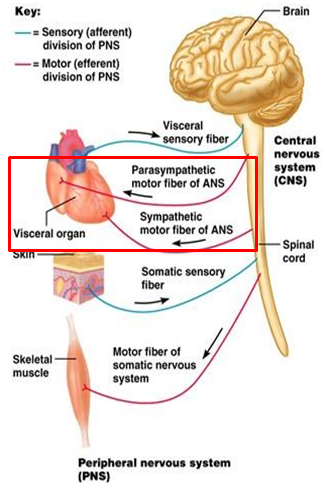 Key:
= Sensory (afferent)
division of PNS
= Motor (efferent)
division of PNS
Brain
Visceral
sensory fiber
Central
nervous
system
(CNS)
Parasympathetic
motor fiber of ANS
Sympathetic
motor fiber of ANS
Visceral organ
Spinal
cord
Skin
Somatic sensory
fiber
Motor fiber of
somatic nervous
system
Skeletal
muscle
Peripheral nervous system
(PNS)